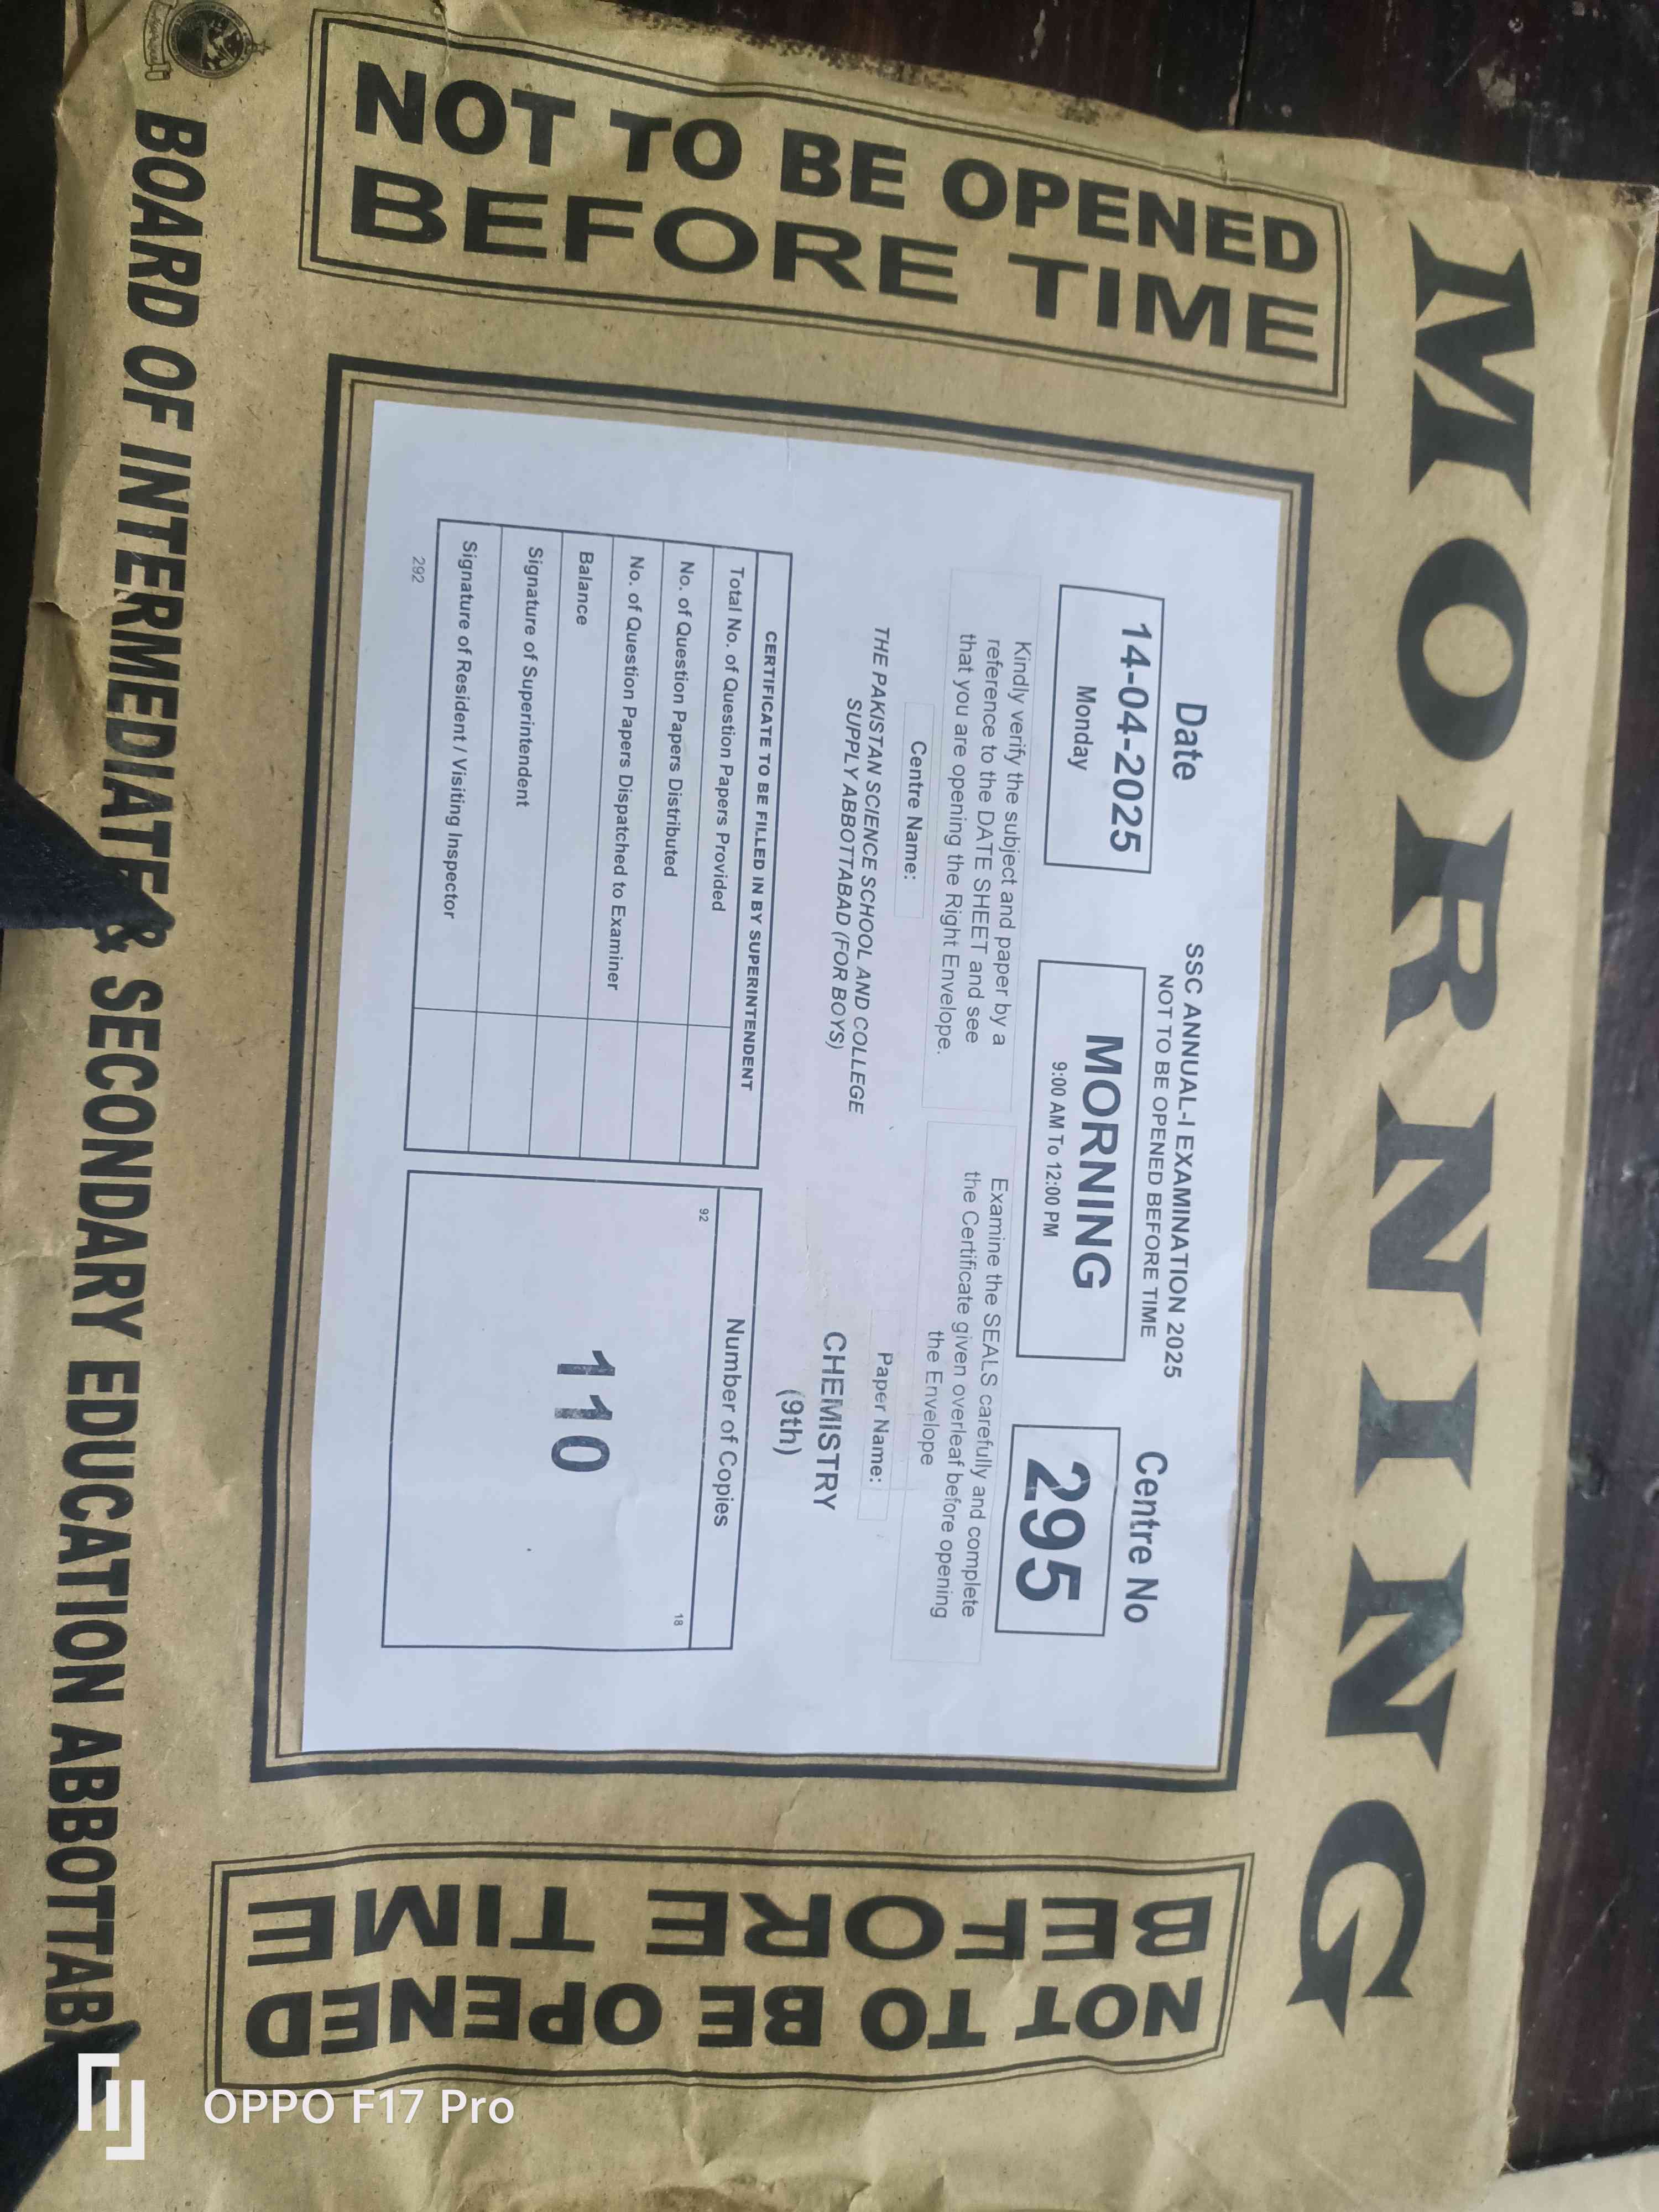 MORNING
NOT TO BE OPENED
BEFORE TIME
Date
14-04-2025
Monday
SSC ANNUAL-I EXAMINATION 2025
NOT TO BE OPENED BEFORE TIME
MORNING
9:00 AM To 12:00 PM
Centre No
295
Kindly verify the subject and paper by a
reference to the DATE SHEET and see
that you are opening the Right Envelope.
Examine the SEALS carefully and complete
the Certificate given overleaf before opening
the Envelope
Centre Name:
THE PAKISTAN SCIENCE SCHOOL AND COLLEGE
SUPPLY ABBOTTABAD (FOR BOYS)
Paper Name:
CHEMISTRY
(9th)
CERTIFICATE TO BE FILLED IN BY SUPERINTENDENT
Total No. of Question Papers Provided
No. of Question Papers Distributed
No. of Question Papers Dispatched to Examiner
Balance
Signature of Superintendent
Signature of Resident / Visiting Inspector
292
Number of Copies
92
18
110
NOT TO BE OPENED
BEFORE TIME
BOARD OF INTERMEDIATE & SECONDARY EDUCATION ABBOTTAB
OPPO F17 Pro